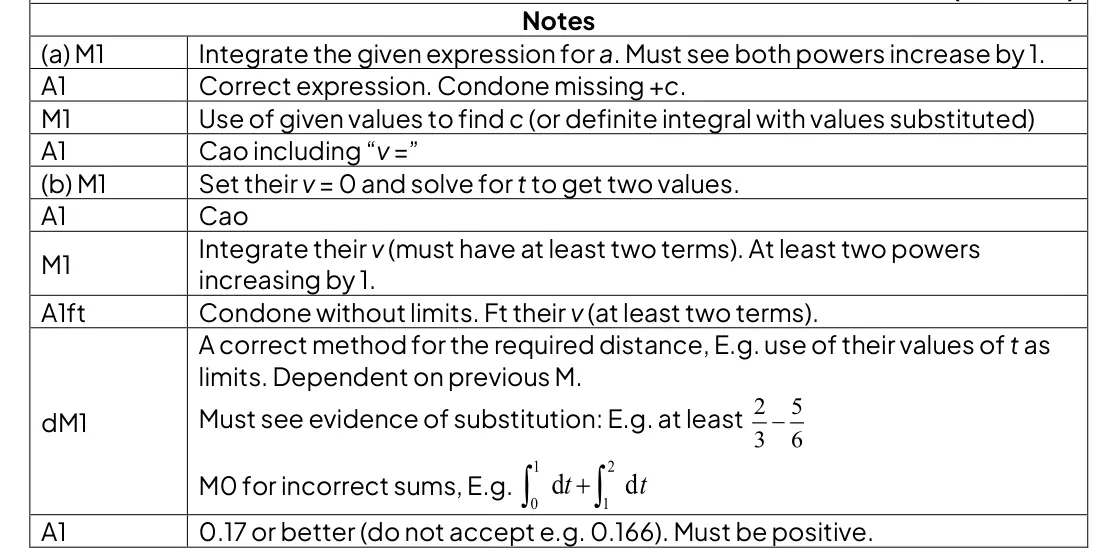 Notes
(a) M1 Integrate the given expression for a. Must see both powers increase by 1.
A1 Correct expression. Condone missing +c.
M1 Use of given values to find c (or definite integral with values substituted)
A1 Cao including “v =”
(b) M1 Set their v = 0 and solve for t to get two values.
A1 Cao
M1 Integrate their v (must have at least two terms). At least two powers
increasing by 1.
A1ft Condone without limits. Ft their v (at least two terms).
A correct method for the required distance, E.g. use of their values of t as
limits. Dependent on previous M.
dM1 Must see evidence of substitution: E.g. at least 2/3 − 5/6
M0 for incorrect sums, E.g. ∫₀¹ dt + ∫₁² dt
A1 0.17 or better (do not accept e.g. 0.166). Must be positive.